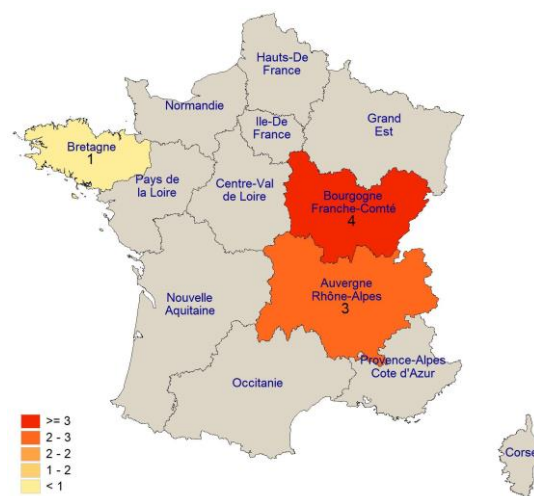 Hauts-De
France
Normandie
Ile-De
France
Grand
Est
Bretagne
1
Pays de
la Loire
Centre-Val
de Loire
Bourgogne
Franche-Comté
4
Auvergne
Rhône-Alpes
3
Nouvelle
Aquitaine
Provence-Alpes
Cote d'Azur
Occitanie
Corse
>= 3
2 - 3
2 - 2
1 - 2
< 1